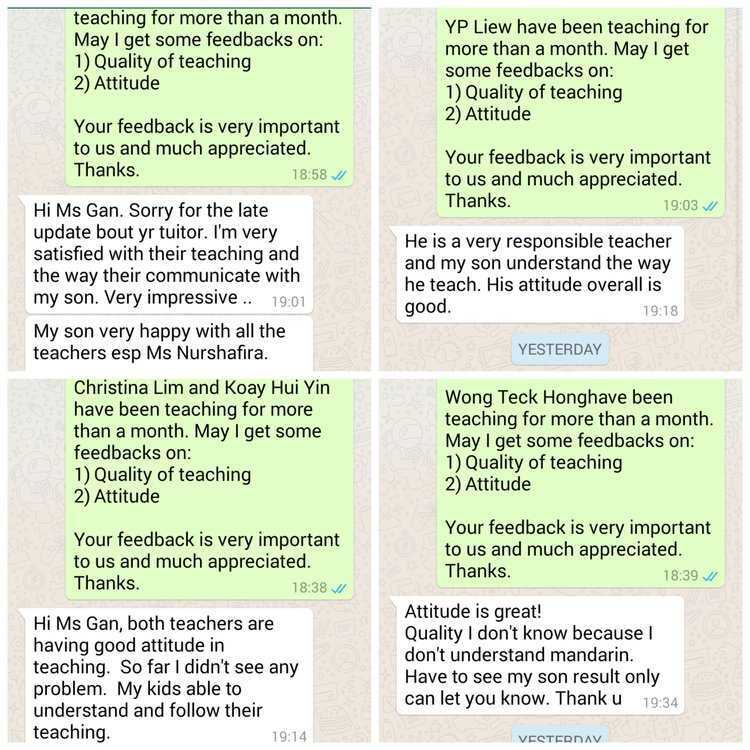 teaching for more than a month.
May I get some feedbacks on:
1) Quality of teaching
2) Attitude
Your feedback is very important
to us and much appreciated.
Thanks.
18:58
Hi Ms Gan. Sorry for the late
update bout yr tuitor. I'm very
satisfied with their teaching and
the way their communicate with
my son. Very impressive ..
19:01
My son very happy with all the
teachers esp Ms Nurshafira.
YP Liew have been teaching for
more than a month. May I get
some feedbacks on:
1) Quality of teaching
2) Attitude
Your feedback is very important
to us and much appreciated.
Thanks.
19:03
He is a very responsible teacher
and my son understand the way
he teach. His attitude overall is
good.
19:18
YESTERDAY
Christina Lim and Koay Hui Yin
have been teaching for more
than a month. May I get some
feedbacks on:
1) Quality of teaching
2) Attitude
Your feedback is very important
to us and much appreciated.
Thanks.
18:38
Hi Ms Gan, both teachers are
having good attitude in
teaching.  So far I didn't see any
problem.  My kids able to
understand and follow their
teaching.
19:14
Wong Teck Honghave been
teaching for more than a month.
May I get some feedbacks on:
1) Quality of teaching
2) Attitude
Your feedback is very important
to us and much appreciated.
Thanks.
18:39
Attitude is great!
Quality I don't know because I
don't understand mandarin.
Have to see my son result only
can let you know. Thank u
19:34
YESTERDAY